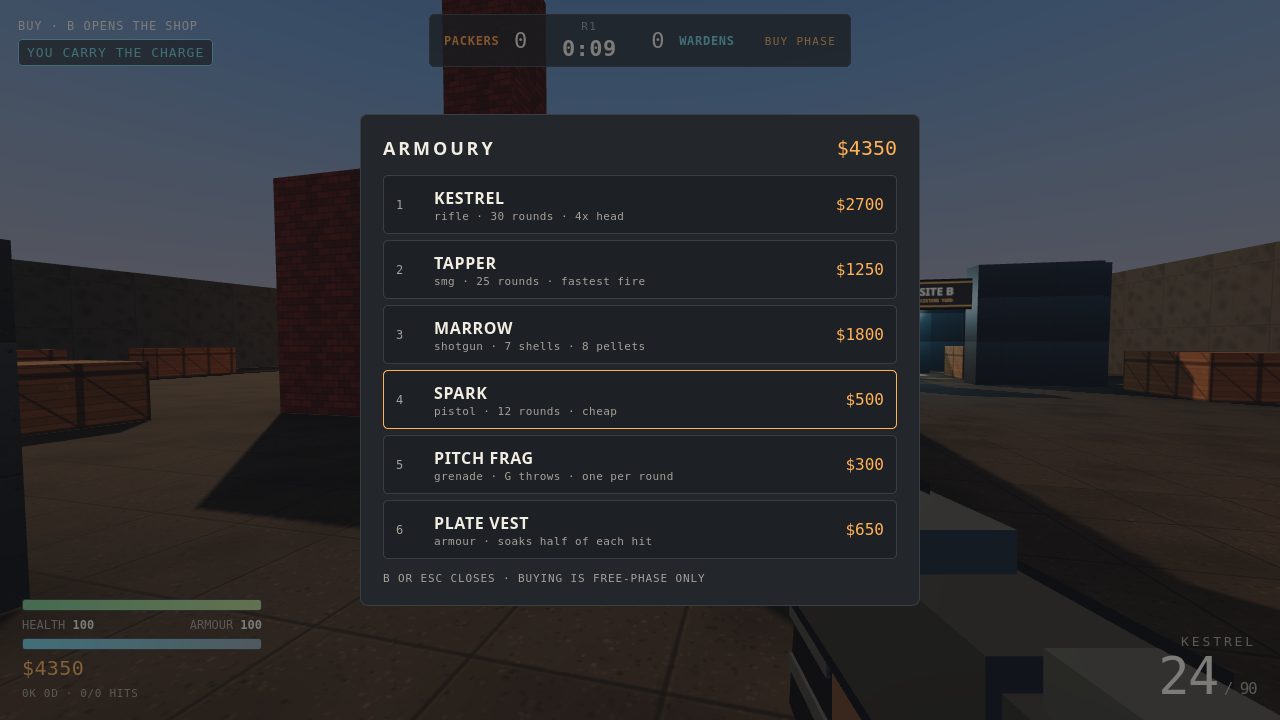 BUY · B OPENS THE SHOP
YOU CARRY THE CHARGE
PACKERS 0
R1
0:09
0 WARDENS
BUY PHASE
ARMOURY
$4350
1 KESTREL $2700
rifle · 30 rounds · 4x head
2 TAPPER $1250
smg · 25 rounds · fastest fire
3 MARROW $1800
shotgun · 7 shells · 8 pellets
4 SPARK $500
pistol · 12 rounds · cheap
5 PITCH FRAG $300
grenade · G throws · one per round
6 PLATE VEST $650
armour · soaks half of each hit
B OR ESC CLOSES · BUYING IS FREE-PHASE ONLY
SITE B
HEALTH 100
ARMOUR 100
$4350
0K 0D · 0/0 HITS
KESTREL
24 / 90